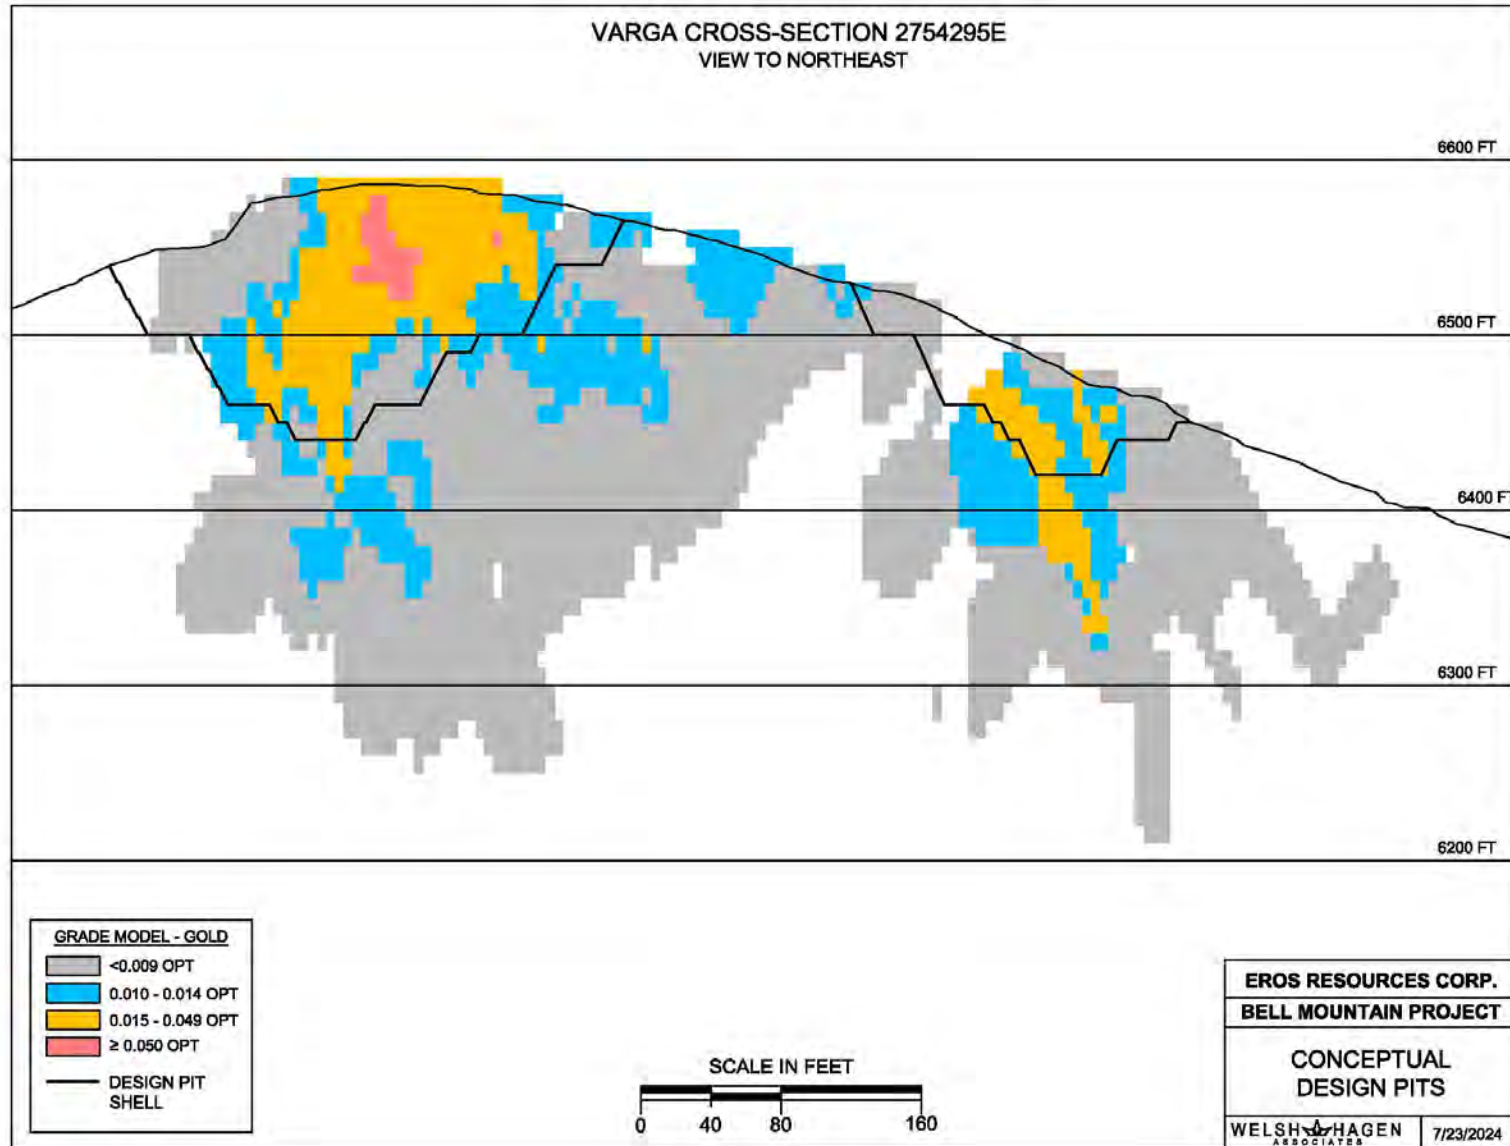 VARGA CROSS-SECTION 2754295E
VIEW TO NORTHEAST
6600 FT
6500 FT
6400 FT
6300 FT
6200 FT
GRADE MODEL - GOLD
<0.009 OPT
0.010 - 0.014 OPT
0.015 - 0.049 OPT
≥ 0.050 OPT
DESIGN PIT
SHELL
SCALE IN FEET
0 40 80 160
EROS RESOURCES CORP.
BELL MOUNTAIN PROJECT
CONCEPTUAL
DESIGN PITS
WELSH HAGEN
ASSOCIATES
7/23/2024